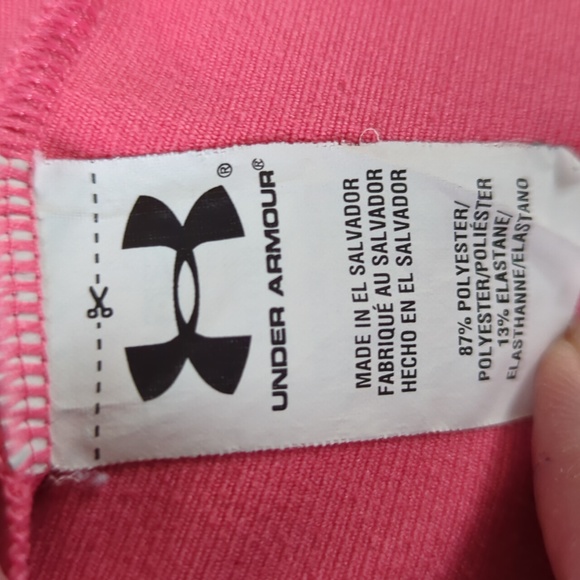 ®
UNDER ARMOUR®
MADE IN EL SALVADOR
FABRIQUÉ AU SALVADOR
HECHO EN EL SALVADOR
87% POLYESTER/
POLYESTER/POLIÉSTER
13% ELASTANE/
ELASTHANNE/ELASTANO